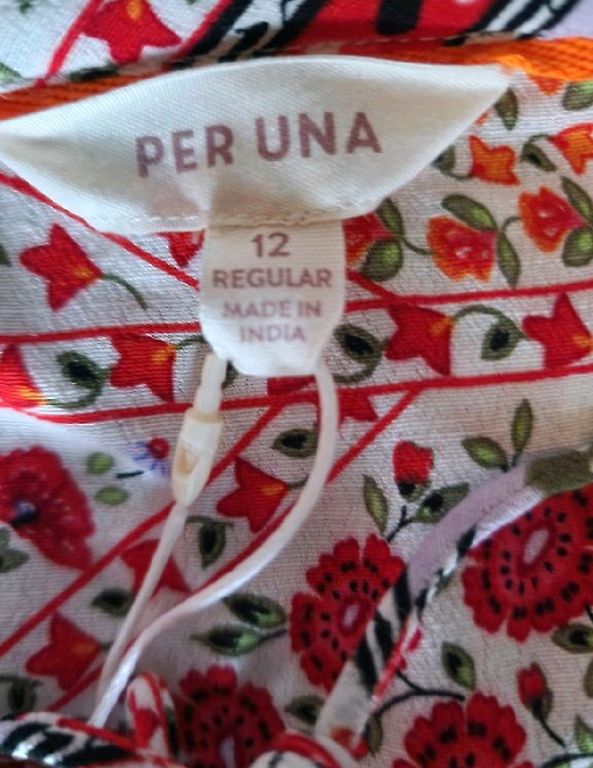 PER UNA
12
REGULAR
MADE IN
INDIA